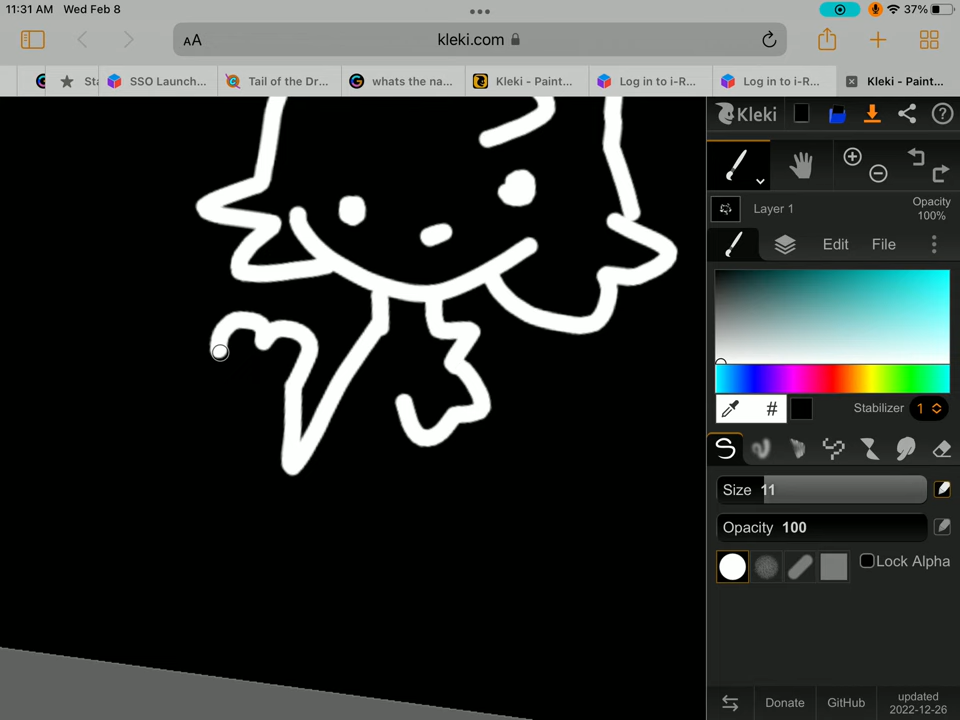 11:31 AM Wed Feb 8
37%
AA
kleki.com
Sta
SSO Launch...
Tail of the Dr...
whats the na...
Kleki - Paint...
Log in to i-R...
Log in to i-R...
Kleki - Paint...
Kleki
?
Layer 1
Opacity
100%
Edit
File
#
Stabilizer
1
Size 11
Opacity 100
Lock Alpha
Donate
GitHub
updated
2022-12-26